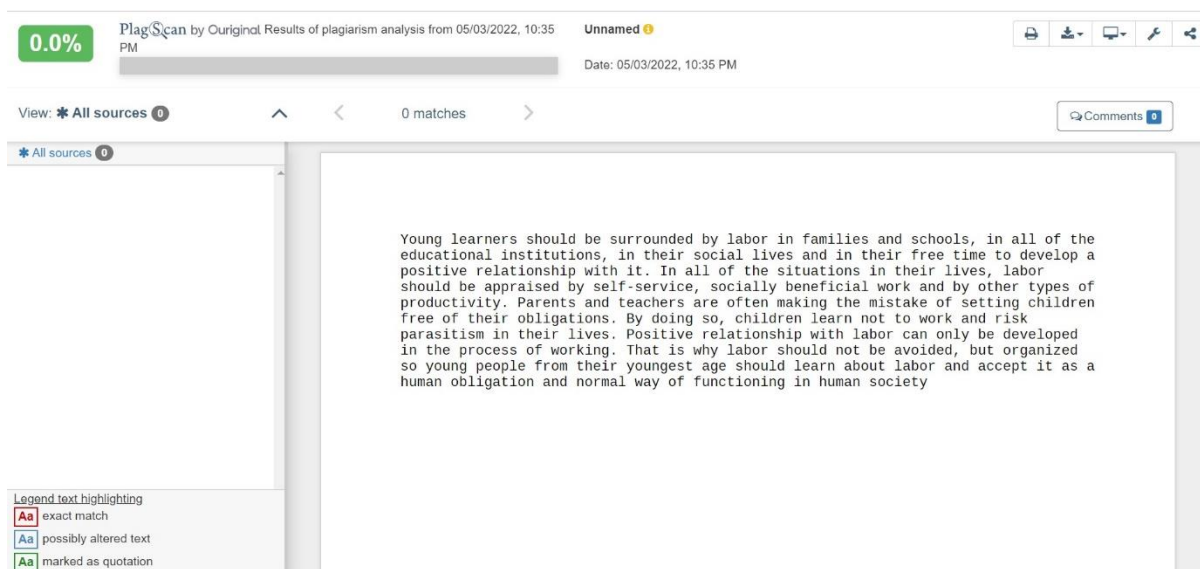 0.0%
PlagScan by Ouriginal Results of plagiarism analysis from 05/03/2022, 10:35
PM
Unnamed
Date: 05/03/2022, 10:35 PM
View: ✱ All sources 0
0 matches
Comments 0
✱ All sources 0
Young learners should be surrounded by labor in families and schools, in all of the
educational institutions, in their social lives and in their free time to develop a
positive relationship with it. In all of the situations in their lives, labor
should be appraised by self-service, socially beneficial work and by other types of
productivity. Parents and teachers are often making the mistake of setting children
free of their obligations. By doing so, children learn not to work and risk
parasitism in their lives. Positive relationship with labor can only be developed
in the process of working. That is why labor should not be avoided, but organized
so young people from their youngest age should learn about labor and accept it as a
human obligation and normal way of functioning in human society
Legend text highlighting
Aa exact match
Aa possibly altered text
Aa marked as quotation